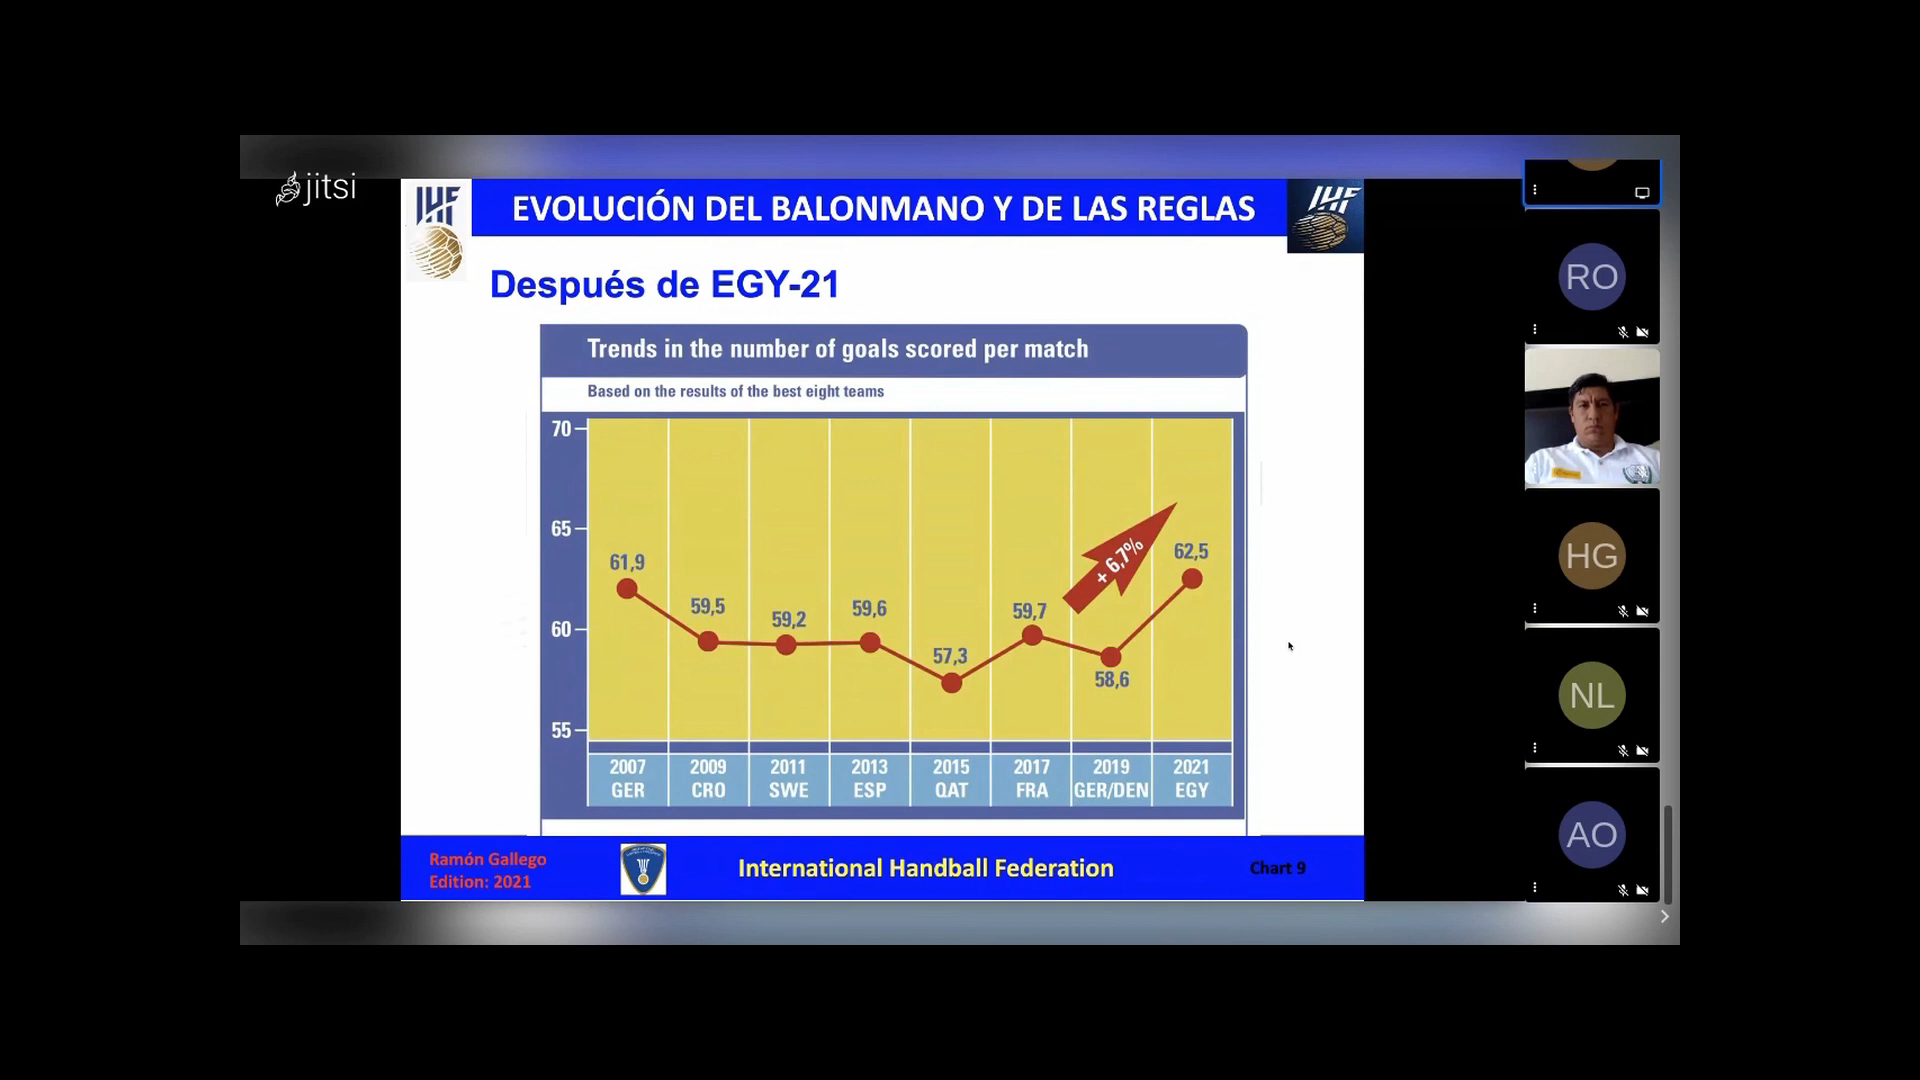 jitsi
IHF
EVOLUCIÓN DEL BALONMANO Y DE LAS REGLAS
IHF
Después de EGY-21
Trends in the number of goals scored per match
Based on the results of the best eight teams
70
65
60
55
61,9
59,5
59,2
59,6
57,3
59,7
58,6
62,5
+ 6,7%
2007 2009 2011 2013 2015 2017 2019 2021
GER CRO SWE ESP QAT FRA GER/DEN EGY
Ramón Gallego
Edition: 2021
International Handball Federation
Chart 9
RO
HG
NL
AO